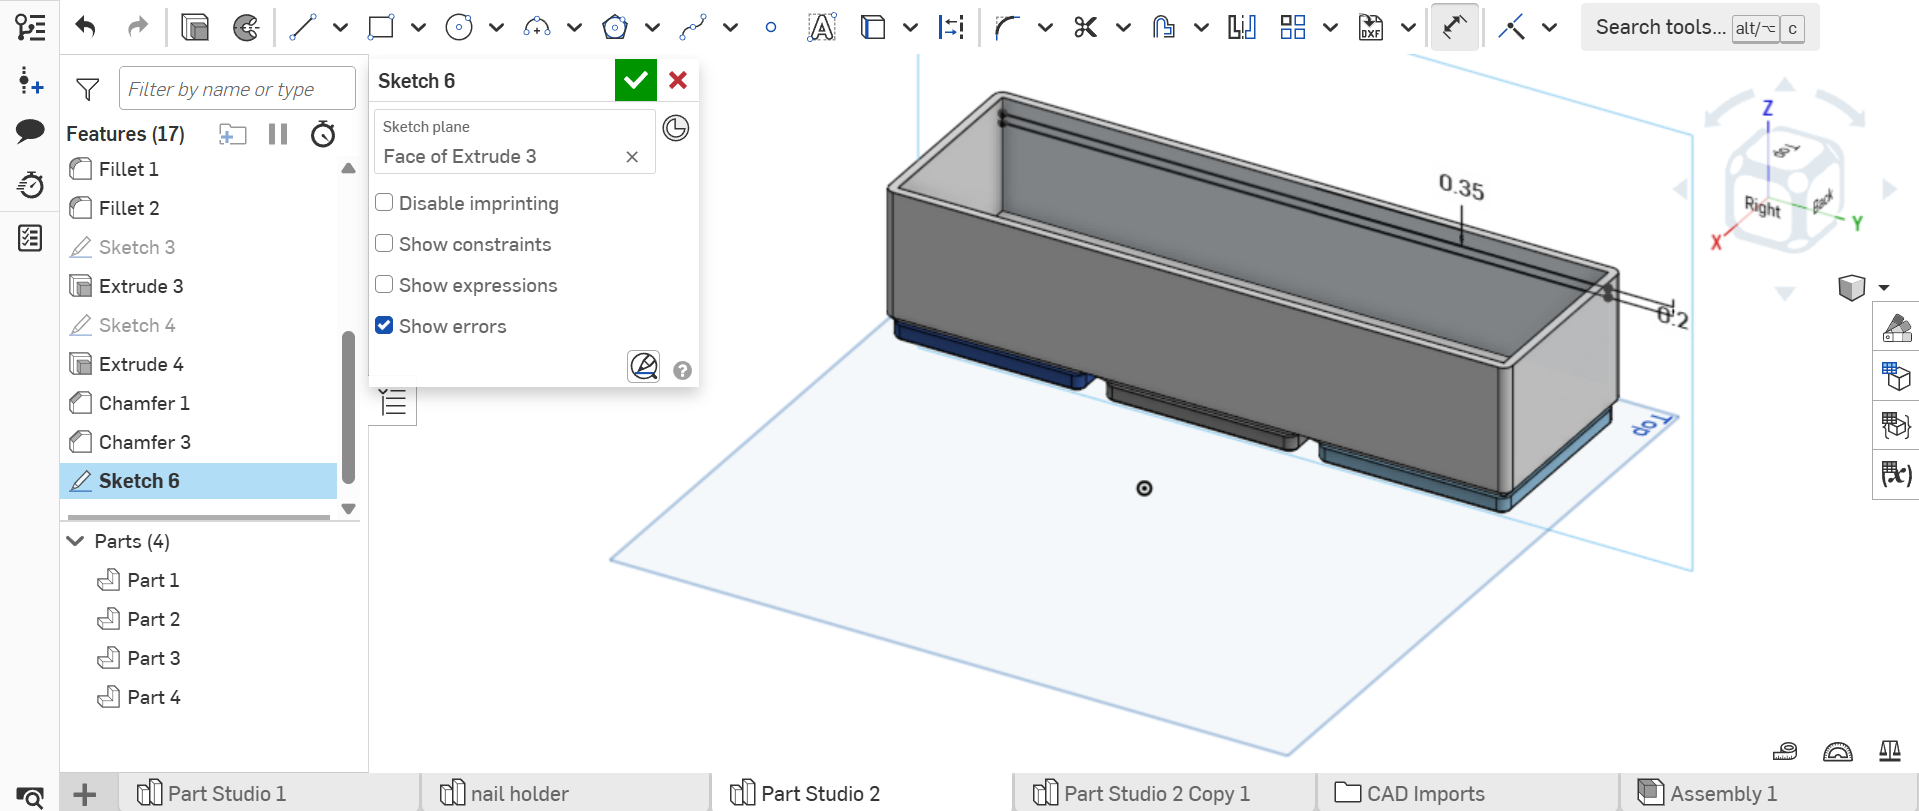 Search tools... alt/⌥ c
Sketch 6
Filter by name or type
Sketch plane
Face of Extrude 3
Features (17)
Fillet 1
Fillet 2
Sketch 3
Extrude 3
Sketch 4
Extrude 4
Chamfer 1
Chamfer 3
Sketch 6
Disable imprinting
Show constraints
Show expressions
Show errors
Parts (4)
Part 1
Part 2
Part 3
Part 4
0.35
0.2
Top
Z
Top
Right
Back
X
Y
DXF
A
(x)
Part Studio 1
nail holder
Part Studio 2
Part Studio 2 Copy 1
CAD Imports
Assembly 1